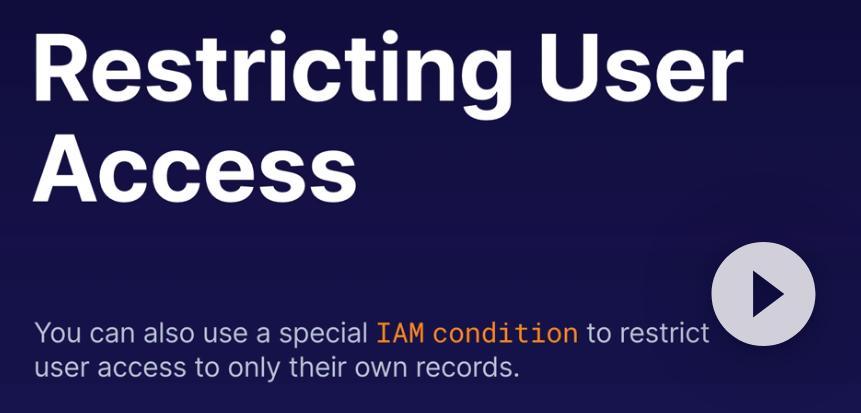 Restricting User
Access
You can also use a special IAM condition to restrict
user access to only their own records.